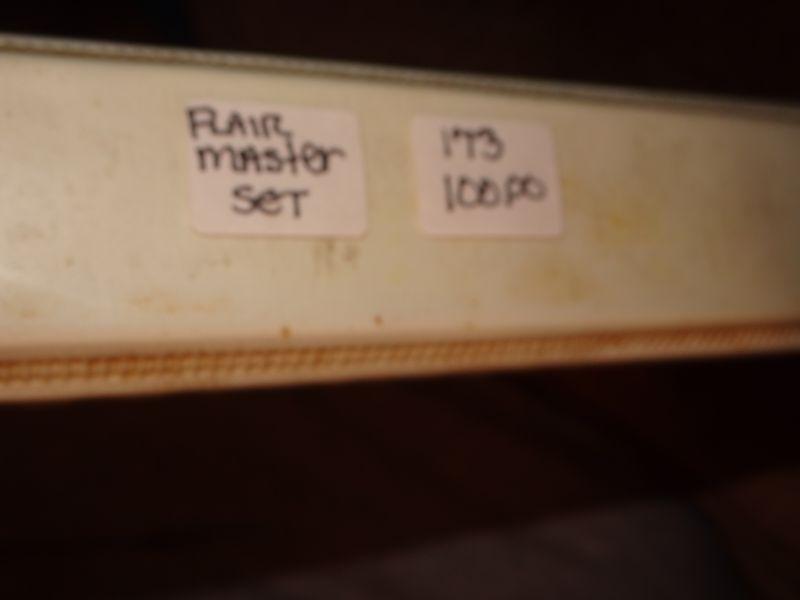 FLAIR
master
SET
173
100.00